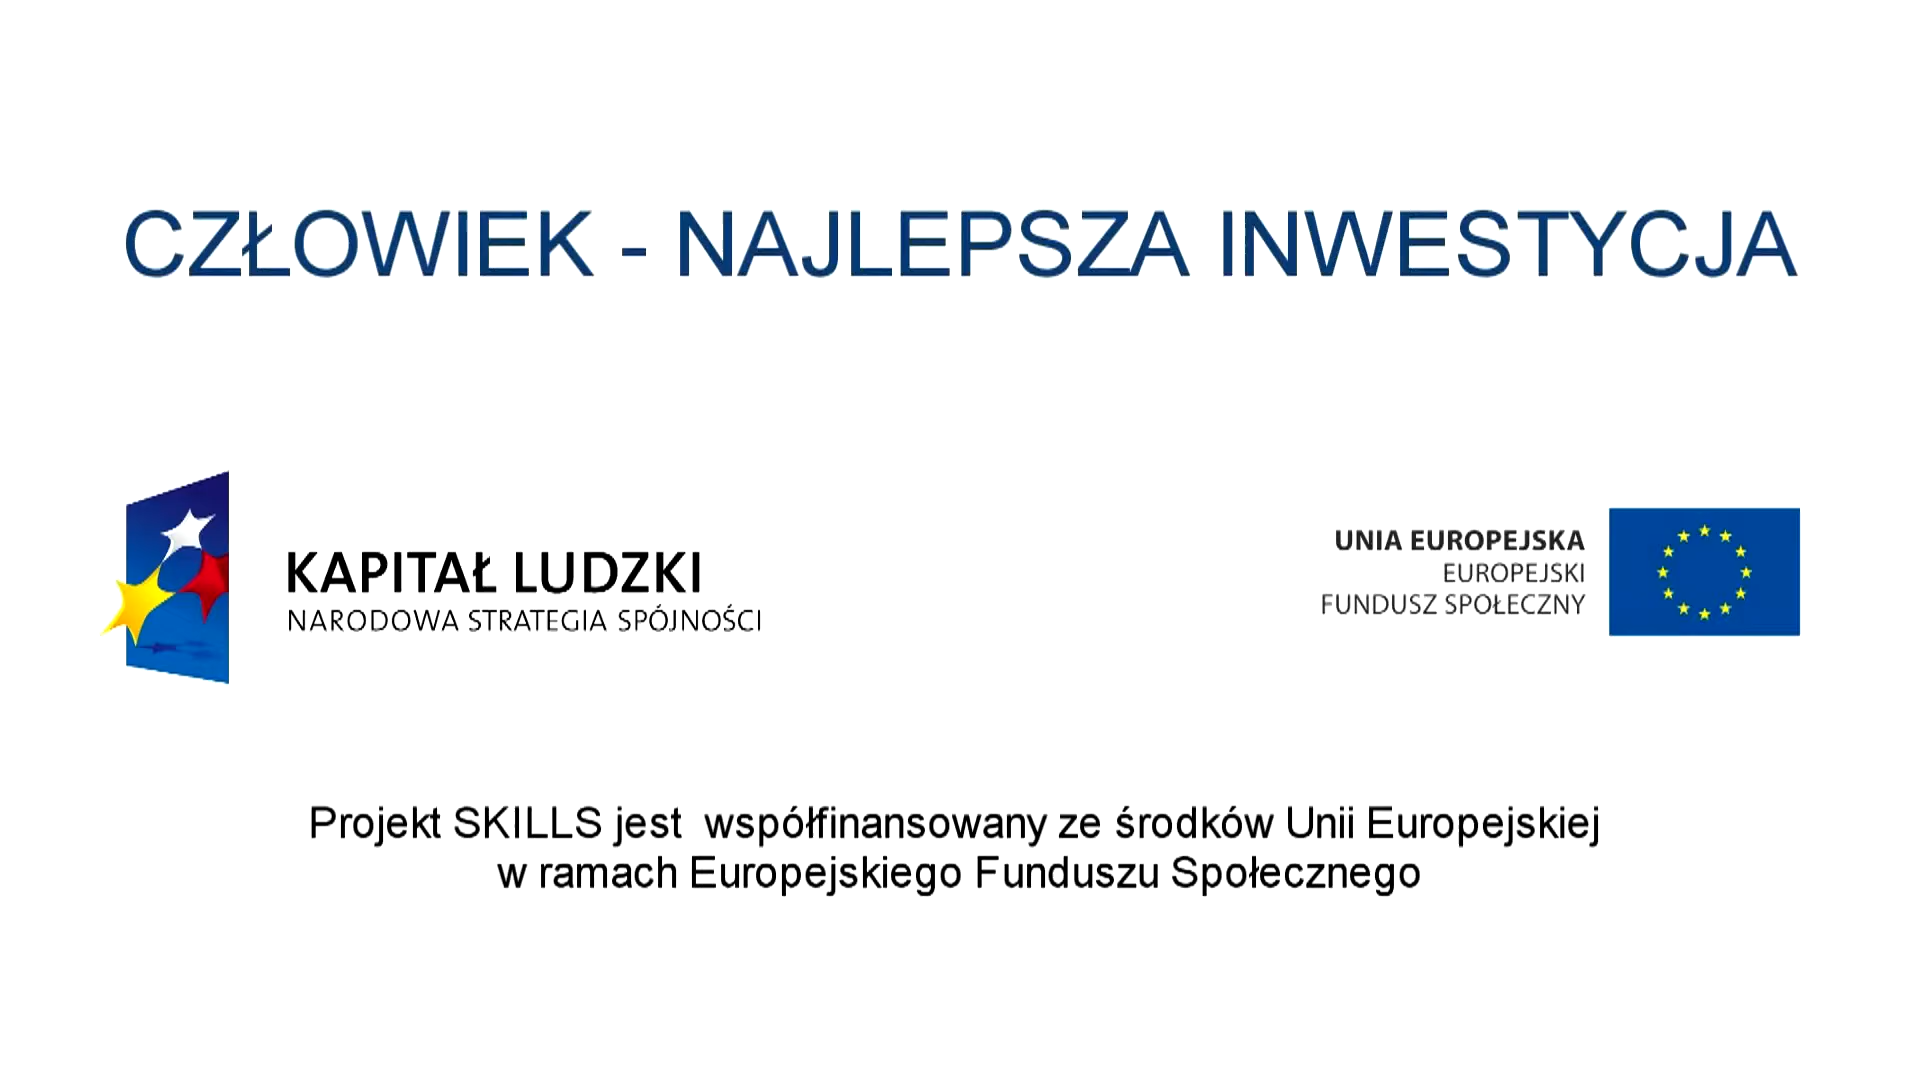 CZŁOWIEK - NAJLEPSZA INWESTYCJA
KAPITAŁ LUDZKI
NARODOWA STRATEGIA SPÓJNOŚCI
UNIA EUROPEJSKA
EUROPEJSKI
FUNDUSZ SPOŁECZNY
Projekt SKILLS jest współfinansowany ze środków Unii Europejskiej
w ramach Europejskiego Funduszu Społecznego